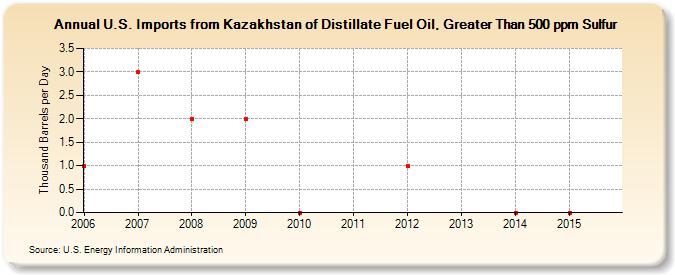 Annual U.S. Imports from Kazakhstan of Distillate Fuel Oil, Greater Than 500 ppm Sulfur
Thousand Barrels per Day
3.5
3.0
2.5
2.0
1.5
1.0
0.5
0.0
2006 2007 2008 2009 2010 2011 2012 2013 2014 2015
Source: U.S. Energy Information Administration